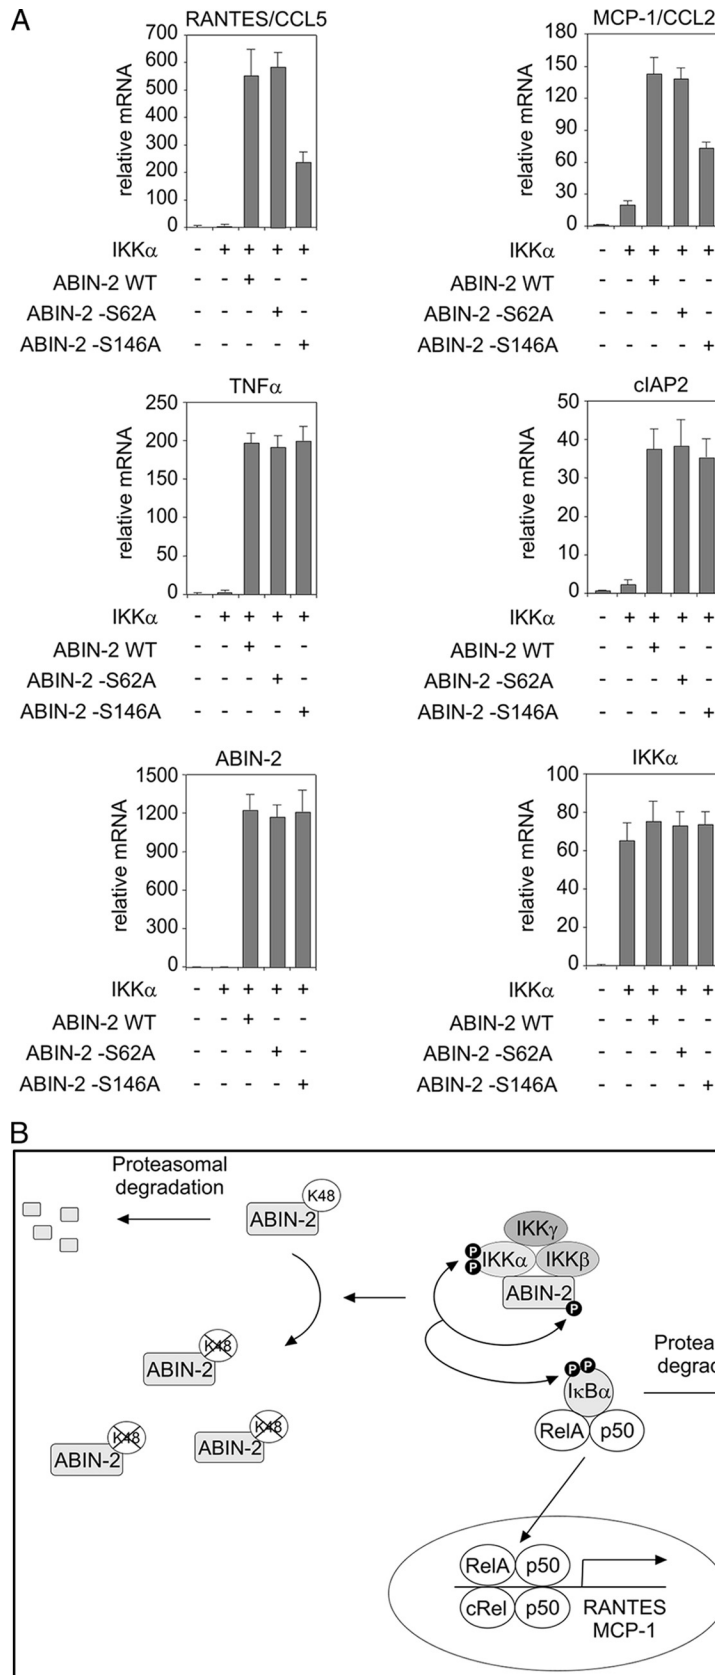 A
RANTES/CCL5
relative mRNA
700
600
500
400
300
200
100
0
IKKα - + + + +
ABIN-2 WT - - + - -
ABIN-2 -S62A - - - + -
ABIN-2 -S146A - - - - +
MCP-1/CCL2
relative mRNA
180
150
120
90
60
30
0
IKKα - + + + +
ABIN-2 WT - - + - -
ABIN-2 -S62A - - - + -
ABIN-2 -S146A - - - - +
TNFα
relative mRNA
250
200
150
100
50
0
IKKα - + + + +
ABIN-2 WT - - + - -
ABIN-2 -S62A - - - + -
ABIN-2 -S146A - - - - +
cIAP2
relative mRNA
50
40
30
20
10
0
IKKα - + + + +
ABIN-2 WT - - + - -
ABIN-2 -S62A - - - + -
ABIN-2 -S146A - - - - +
ABIN-2
relative mRNA
1500
1200
900
600
300
0
IKKα - + + + +
ABIN-2 WT - - + - -
ABIN-2 -S62A - - - + -
ABIN-2 -S146A - - - - +
IKKα
relative mRNA
100
80
60
40
20
0
IKKα - + + + +
ABIN-2 WT - - + - -
ABIN-2 -S62A - - - + -
ABIN-2 -S146A - - - - +
B
Proteasomal
degradation
K48
ABIN-2
IKKγ
P
P
IKKα
IKKβ
ABIN-2
P
K48
ABIN-2
K48
ABIN-2
K48
ABIN-2
P P
IκBα
RelA p50
Protea
degrad
RelA p50
cRel p50
RANTES
MCP-1